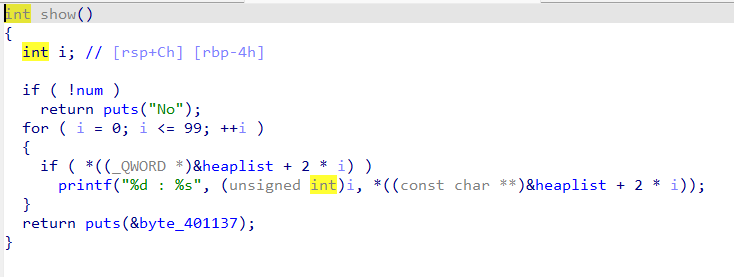 int show()
{
  int i; // [rsp+Ch] [rbp-4h]
  if ( !num )
    return puts("No");
  for ( i = 0; i <= 99; ++i )
  {
    if ( *((_QWORD *)&heaplist + 2 * i) )
      printf("%d : %s", (unsigned int)i, *((const char **)&heaplist + 2 * i));
  }
  return puts(&byte_401137);
}